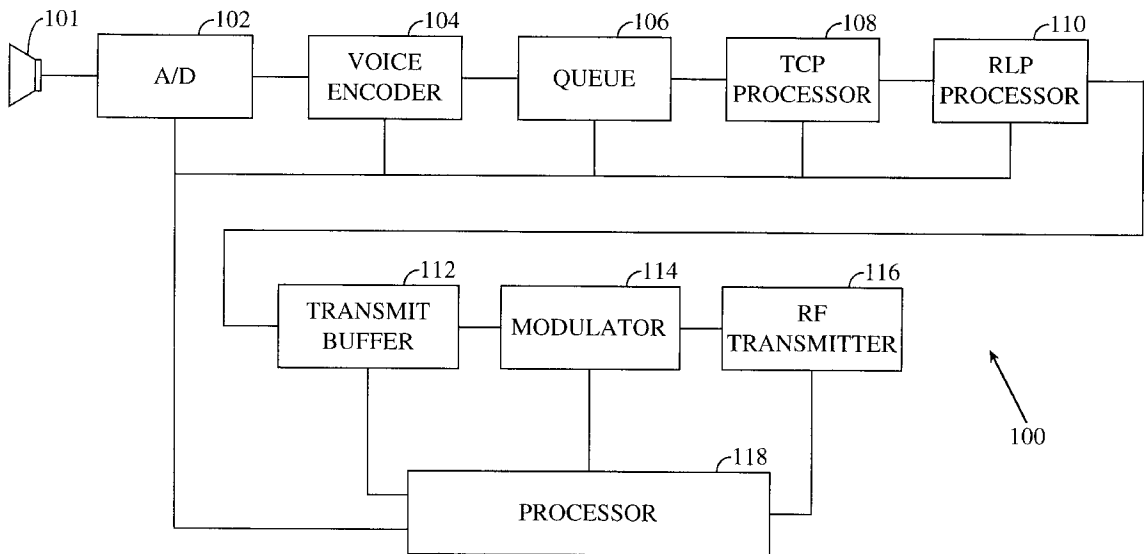 101
102
A/D
104
VOICE
ENCODER
106
QUEUE
108
TCP
PROCESSOR
110
RLP
PROCESSOR
112
TRANSMIT
BUFFER
114
MODULATOR
116
RF
TRANSMITTER
100
118
PROCESSOR